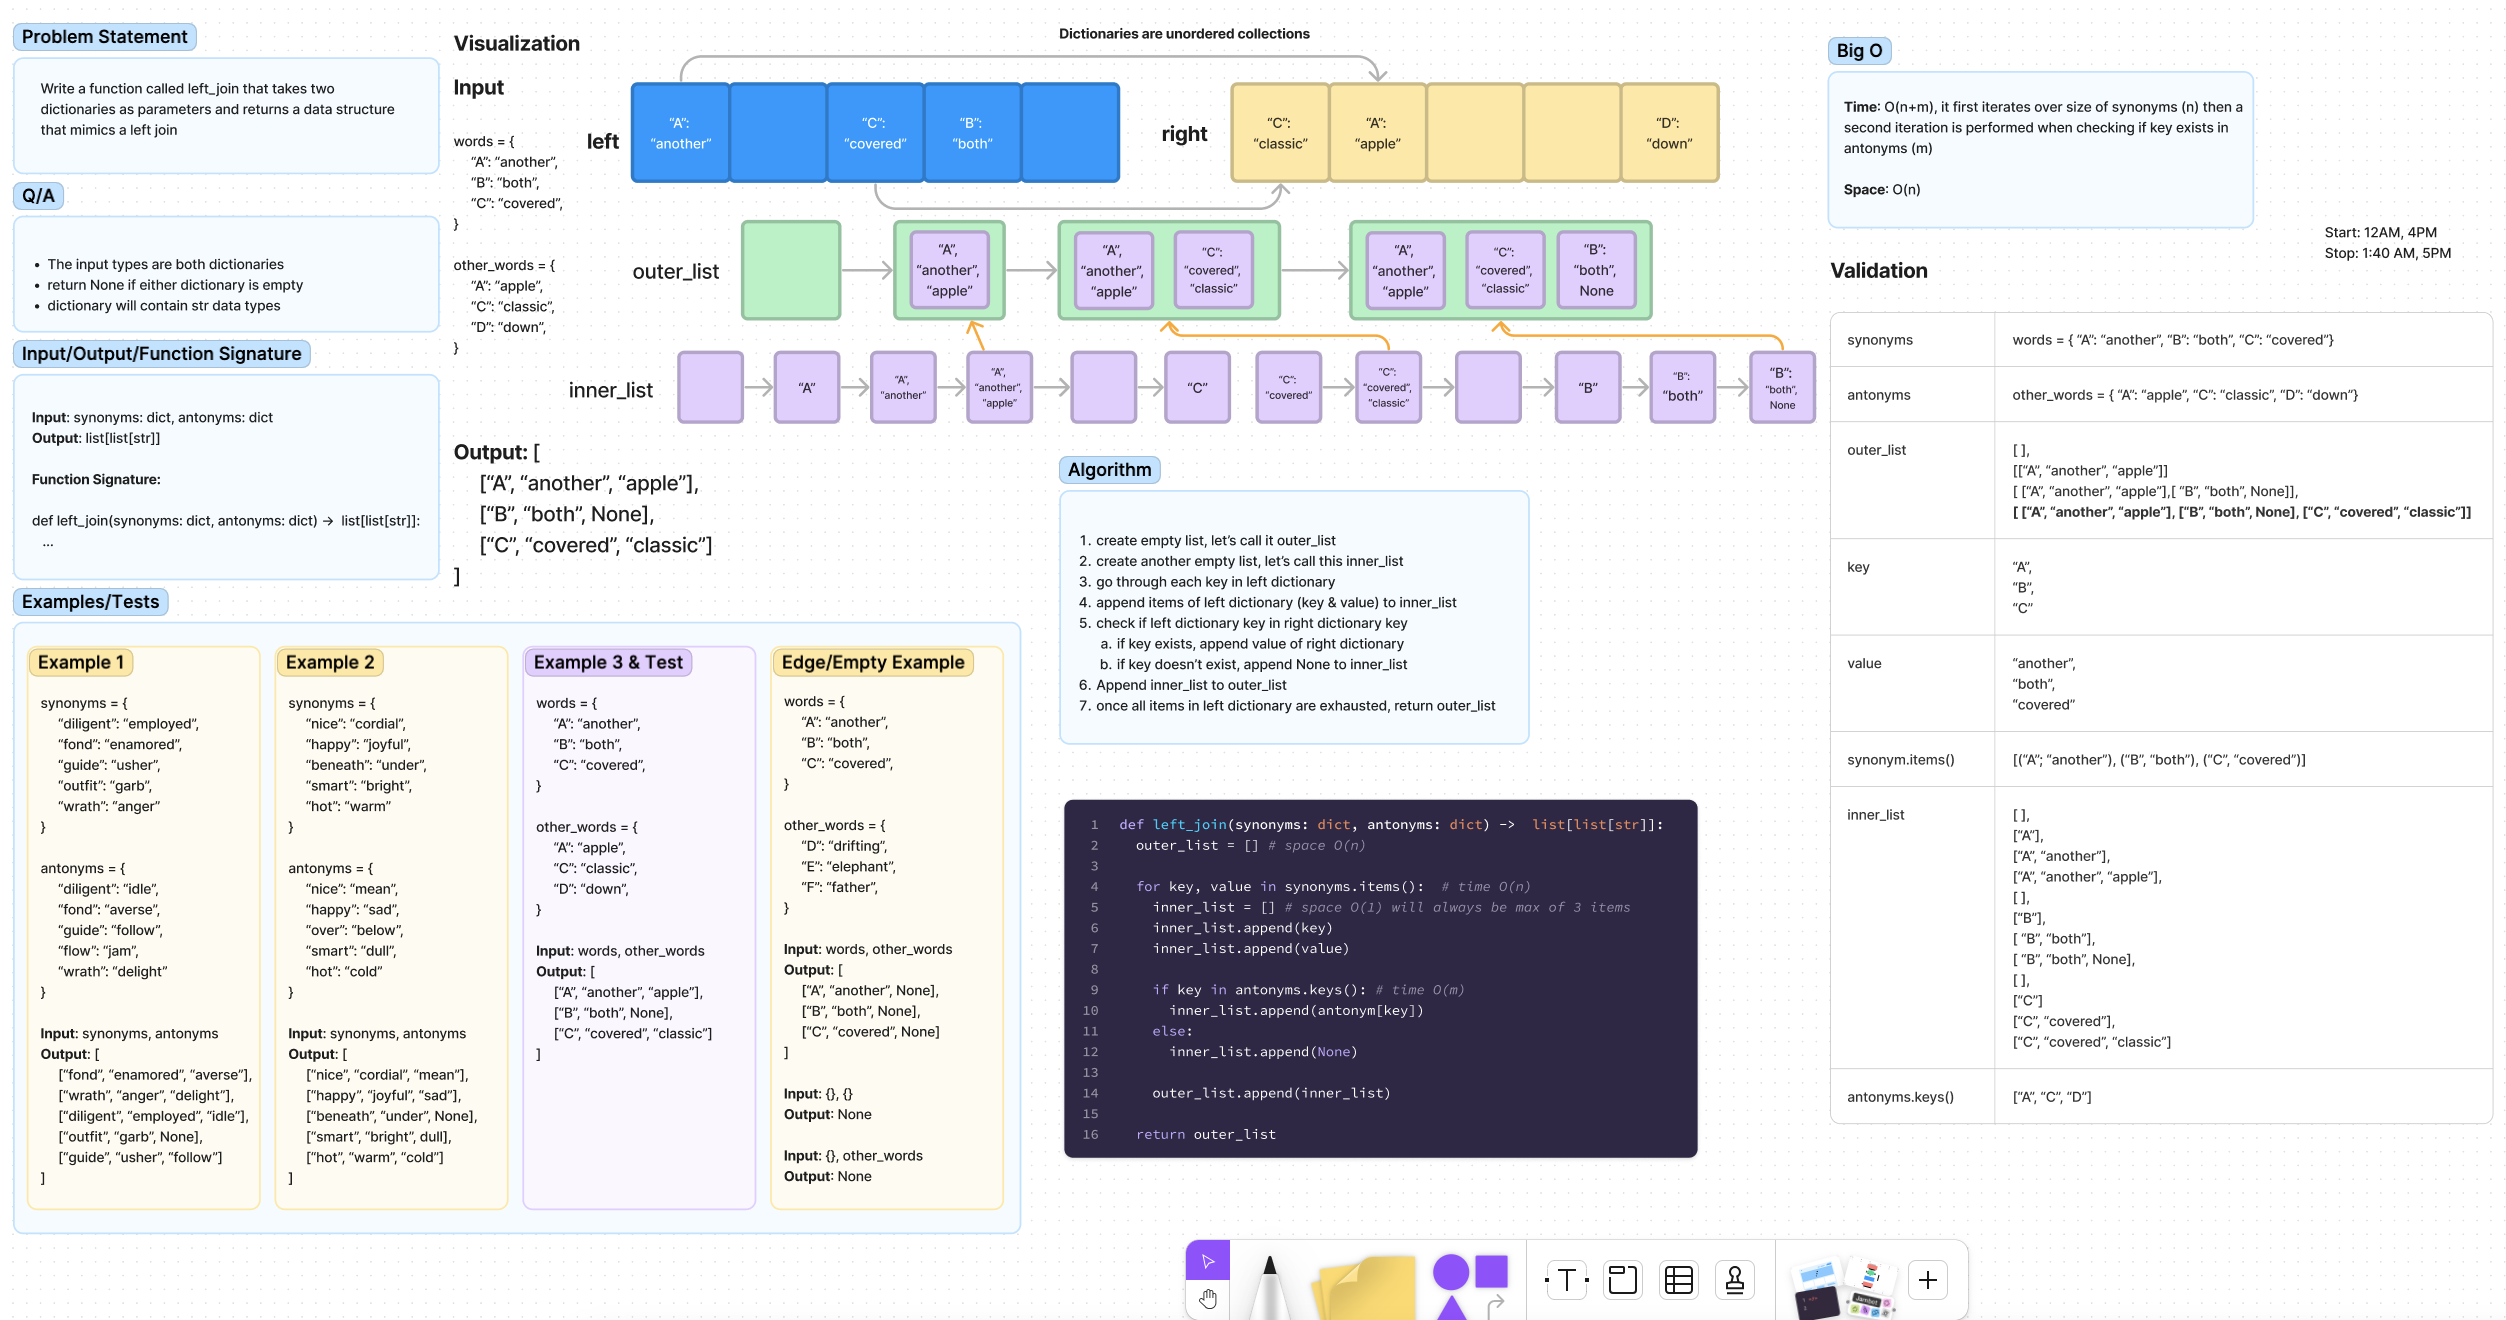 Problem Statement
Write a function called left_join that takes two
dictionaries as parameters and returns a data structure
that mimics a left join
Q/A
• The input types are both dictionaries
• return None if either dictionary is empty
• dictionary will contain str data types
Input/Output/Function Signature
Input: synonyms: dict, antonyms: dict
Output: list[list[str]]
Function Signature:
def left_join(synonyms: dict, antonyms: dict) → list[list[str]]:
...
Visualization
Dictionaries are unordered collections
Input
words = {
“A”: “another”,
“B”: “both”,
“C”: “covered”,
}
other_words = {
“A”: “apple”,
“C”: “classic”,
“D”: “down”,
}
left
“A”:
“another”
“C”:
“covered”
“B”:
“both”
right
“C”:
“classic”
“A”:
“apple”
“D”:
“down”
outer_list
“A”,
“another”,
“apple”
“A”,
“another”,
“apple”
“C”:
“covered”,
“classic”
“A”,
“another”,
“apple”
“C”:
“covered”,
“classic”
“B”:
“both”,
None
inner_list
“A”
“A”,
“another”
“A”,
“another”,
“apple”
“C”
“C”:
“covered”
“C”:
“covered”,
“classic”
“B”
“B”:
“both”
“B”:
“both”,
None
Output: [
[“A”, “another”, “apple”],
[“B”, “both”, None],
[“C”, “covered”, “classic”]
]
Examples/Tests
Example 1
synonyms = {
“diligent”: “employed”,
“fond”: “enamored”,
“guide”: “usher”,
“outfit”: “garb”,
“wrath”: “anger”
}
antonyms = {
“diligent”: “idle”,
“fond”: “averse”,
“guide”: “follow”,
“flow”: “jam”,
“wrath”: “delight”
}
Input: synonyms, antonyms
Output: [
[“fond”, “enamored”, “averse”],
[“wrath”, “anger”, “delight”],
[“diligent”, “employed”, “idle”],
[“outfit”, “garb”, None],
[“guide”, “usher”, “follow”]
]
Example 2
synonyms = {
“nice”: “cordial”,
“happy”: “joyful”,
“beneath”: “under”,
“smart”: “bright”,
“hot”: “warm”
}
antonyms = {
“nice”: “mean”,
“happy”: “sad”,
“over”: “below”,
“smart”: “dull”,
“hot”: “cold”
}
Input: synonyms, antonyms
Output: [
[“nice”, “cordial”, “mean”],
[“happy”, “joyful”, “sad”],
[“beneath”, “under”, None],
[“smart”, “bright”, dull],
[“hot”, “warm”, “cold”]
]
Example 3 & Test
words = {
“A”: “another”,
“B”: “both”,
“C”: “covered”,
}
other_words = {
“A”: “apple”,
“C”: “classic”,
“D”: “down”,
}
Input: words, other_words
Output: [
[“A”, “another”, “apple”],
[“B”, “both”, None],
[“C”, “covered”, “classic”]
]
Edge/Empty Example
words = {
“A”: “another”,
“B”: “both”,
“C”: “covered”,
}
other_words = {
“D”: “drifting”,
“E”: “elephant”,
“F”: “father”,
}
Input: words, other_words
Output: [
[“A”, “another”, None],
[“B”, “both”, None],
[“C”, “covered”, None]
]
Input: {}, {}
Output: None
Input: {}, other_words
Output: None
Algorithm
1. create empty list, let’s call it outer_list
2. create another empty list, let’s call this inner_list
3. go through each key in left dictionary
4. append items of left dictionary (key & value) to inner_list
5. check if left dictionary key in right dictionary key
a. if key exists, append value of right dictionary
b. if key doesn’t exist, append None to inner_list
6. Append inner_list to outer_list
7. once all items in left dictionary are exhausted, return outer_list
1 def left_join(synonyms: dict, antonyms: dict) -> list[list[str]]:
2 outer_list = [] # space O(n)
3
4 for key, value in synonyms.items(): # time O(n)
5 inner_list = [] # space O(1) will always be max of 3 items
6 inner_list.append(key)
7 inner_list.append(value)
8
9 if key in antonyms.keys(): # time O(m)
10 inner_list.append(antonym[key])
11 else:
12 inner_list.append(None)
13
14 outer_list.append(inner_list)
15
16 return outer_list
Big O
Time: O(n+m), it first iterates over size of synonyms (n) then a
second iteration is performed when checking if key exists in
antonyms (m)
Space: O(n)
Start: 12AM, 4PM
Stop: 1:40 AM, 5PM
Validation
synonyms
words = { “A”: “another”, “B”: “both”, “C”: “covered”}
antonyms
other_words = { “A”: “apple”, “C”: “classic”, “D”: “down”}
outer_list
[ ],
[[“A”, “another”, “apple”]]
[ [“A”, “another”, “apple”],[ “B”, “both”, None]],
[ [“A”, “another”, “apple”], [“B”, “both”, None], [“C”, “covered”, “classic”]]
key
“A”,
“B”,
“C”
value
“another”,
“both”,
“covered”
synonym.items()
[(“A”; “another”), (“B”, “both”), (“C”, “covered”)]
inner_list
[ ],
[“A”],
[“A”, “another”],
[“A”, “another”, “apple”],
[ ],
[“B”],
[ “B”, “both”],
[ “B”, “both”, None],
[ ],
[“C”]
[“C”, “covered”],
[“C”, “covered”, “classic”]
antonyms.keys()
[“A”, “C”, “D”]
T
Jambot